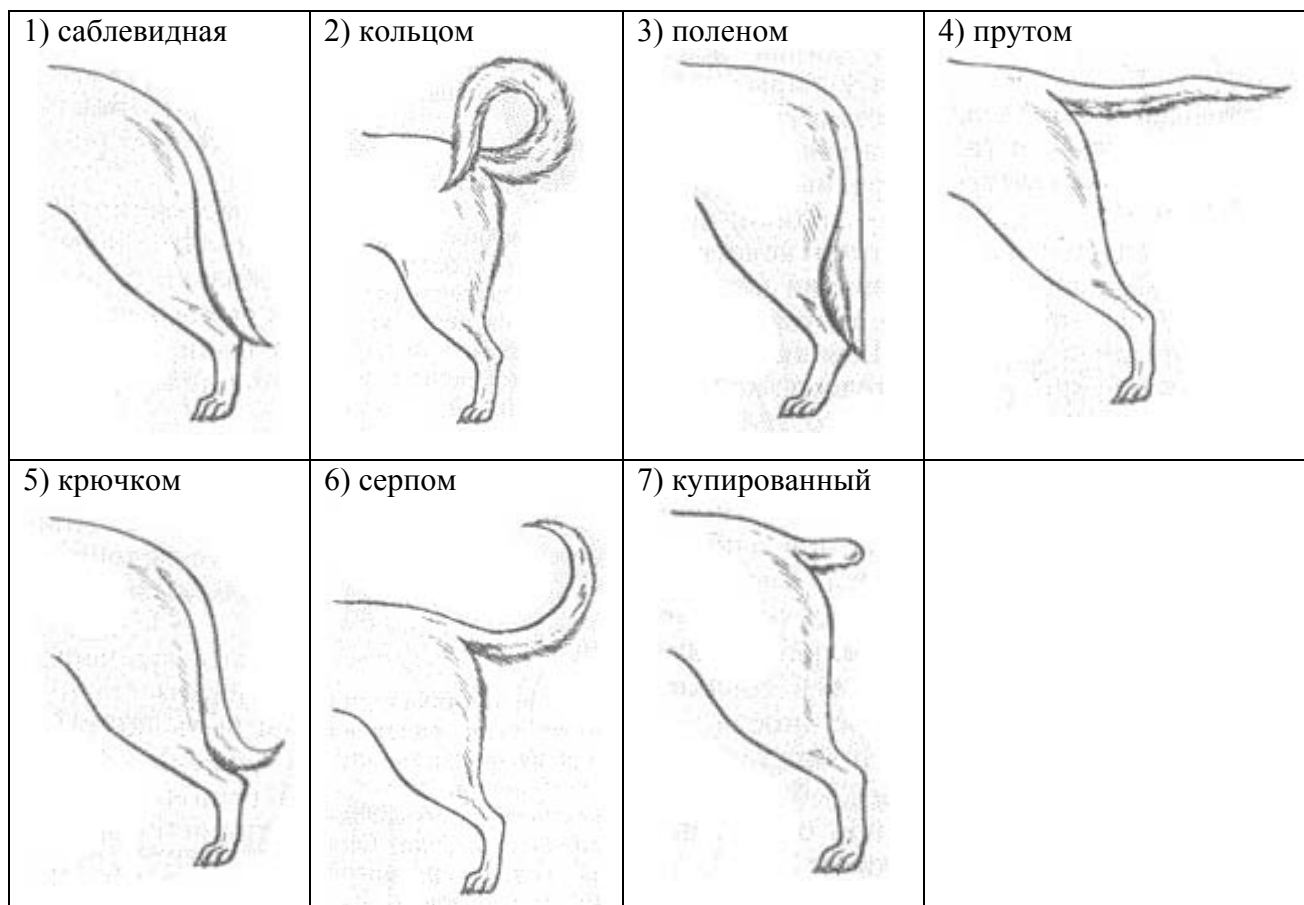 1) саблевидная
2) кольцом
3) поленом
4) прутом
5) крючком
6) серпом
7) купированный